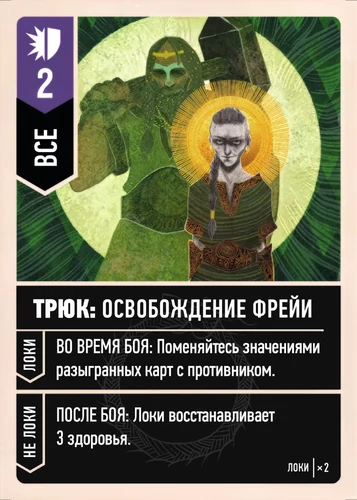 2
ВСЕ
ТРЮК: ОСВОБОЖДЕНИЕ ФРЕЙИ
ЛОКИ
ВО ВРЕМЯ БОЯ: Поменяйтесь значениями
разыгранных карт с противником.
НЕ ЛОКИ
ПОСЛЕ БОЯ: Локи восстанавливает
3 здоровья.
ЛОКИ | ×2